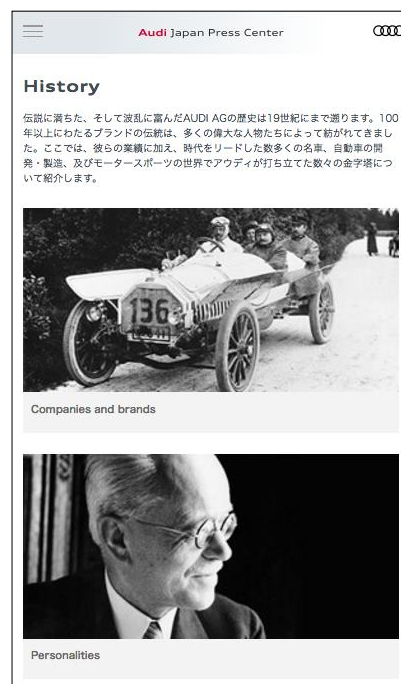 Audi Japan Press Center
History
伝説に満ちた、そして波乱に富んだAUDI AGの歴史は19世紀にまで遡ります。100
年以上にわたるブランドの伝統は、多くの偉大な人物たちによって紡がれてきまし
た。ここでは、彼らの業績に加え、時代をリードした数多くの名車、自動車の開
発・製造、及びモータースポーツの世界でアウディが打ち立てた数々の金字塔につ
いて紹介します。
136
Companies and brands
Personalities